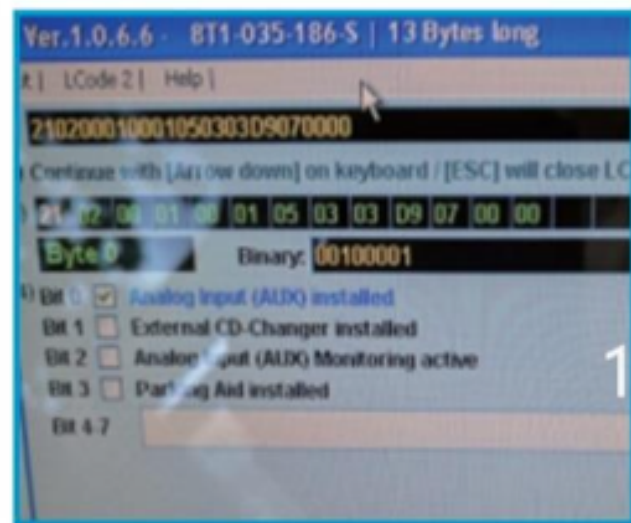 Ver.1.0.6.6 - 8T1-035-186-S | 13 Bytes long
| LCode 2 | Help |
210200010001050303D9070000
Continue with [Arrow down] on keyboard / [ESC] will close LC
21 02 00 01 00 01 05 03 03 D9 07 00 00
Byte 0 Binary: 00100001
Bit 0 Analog Input (AUX) installed
Bit 1 External CD-Changer installed
Bit 2 Analog Input (AUX) Monitoring active
Bit 3 Parking Aid installed
1
Bit 4-7